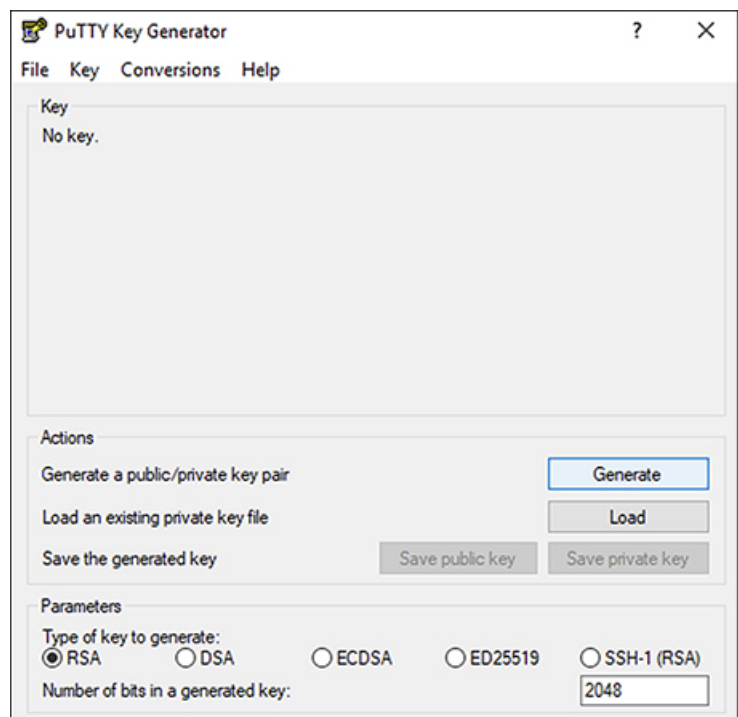 PuTTY Key Generator
? ×
File Key Conversions Help
Key
No key.
Actions
Generate a public/private key pair Generate
Load an existing private key file Load
Save the generated key Save public key Save private key
Parameters
Type of key to generate:
RSA DSA ECDSA ED25519 SSH-1 (RSA)
Number of bits in a generated key: 2048